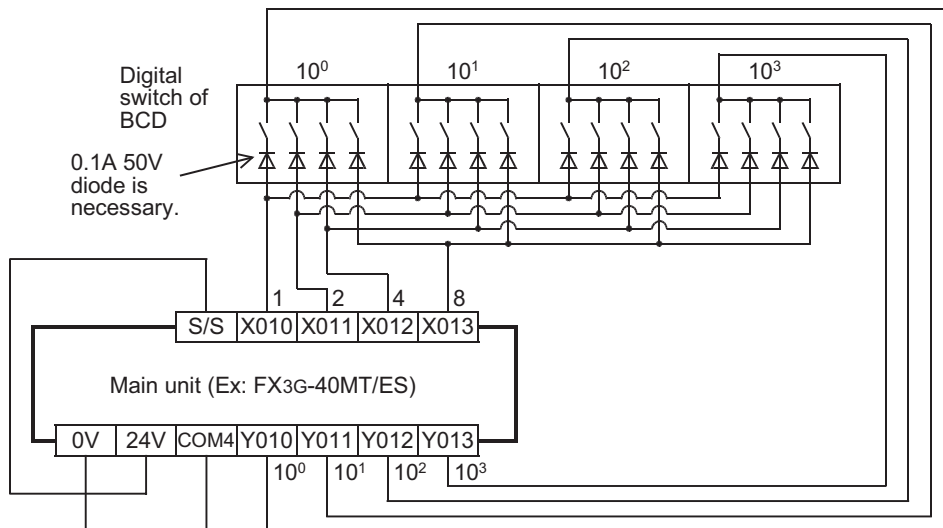 10⁰ 10¹ 10² 10³
Digital
switch of
BCD
0.1A 50V
diode is
necessary.
1 2 4 8
S/S X010 X011 X012 X013
Main unit (Ex: FX3G-40MT/ES)
0V 24V COM4 Y010 Y011 Y012 Y013
10⁰ 10¹ 10² 10³